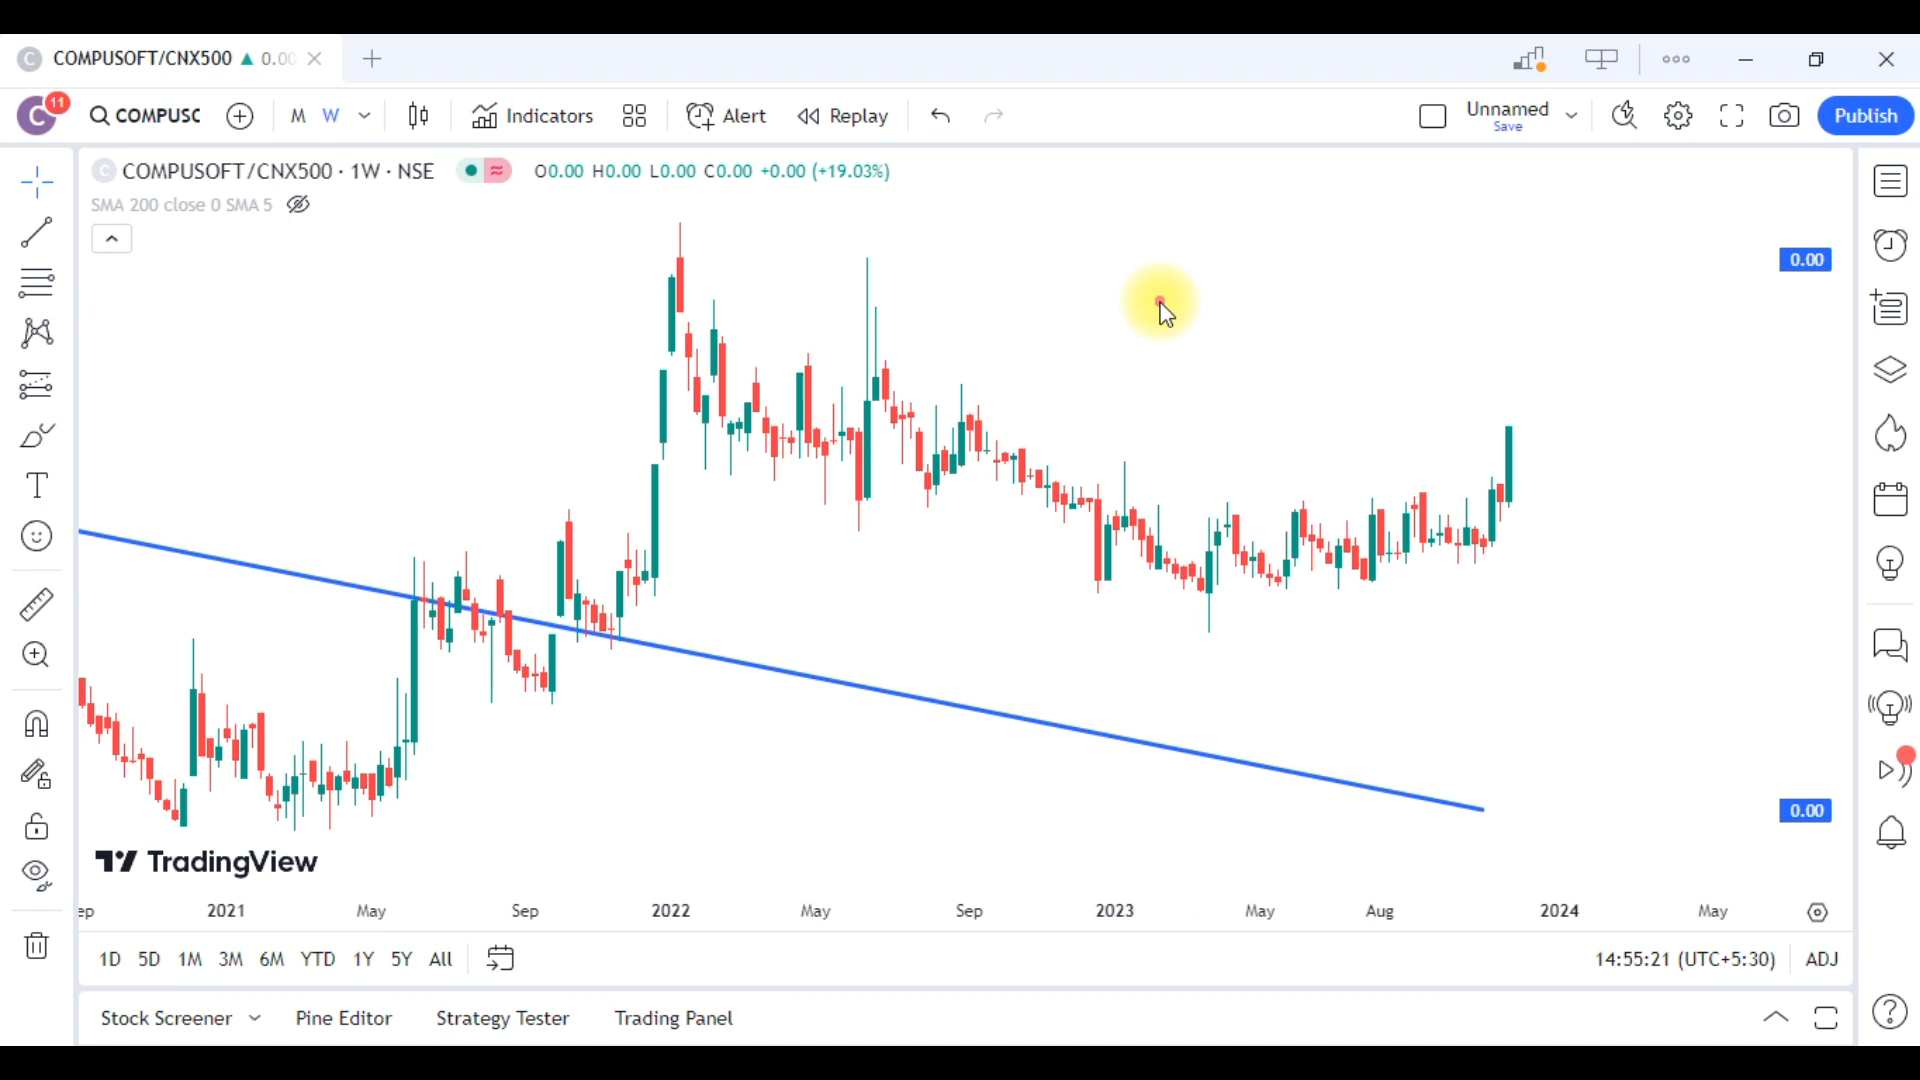 C COMPUSOFT/CNX500 ▲ 0.00
C 11 COMPUSC M W Indicators Alert Replay Unnamed Save Publish
C COMPUSOFT/CNX500 · 1W · NSE O0.00 H0.00 L0.00 C0.00 +0.00 (+19.03%)
SMA 200 close 0 SMA 5
0.00
0.00
TradingView
ep 2021 May Sep 2022 May Sep 2023 May Aug 2024 May
1D 5D 1M 3M 6M YTD 1Y 5Y All 14:55:21 (UTC+5:30) ADJ
Stock Screener Pine Editor Strategy Tester Trading Panel